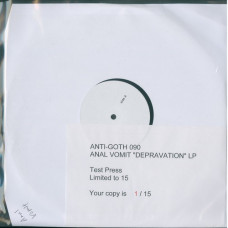 ANTI-GOTH 090
ANAL VOMIT "DEPRAVATION" LP
Test Press
Limited to 15
Your copy is 1 / 15